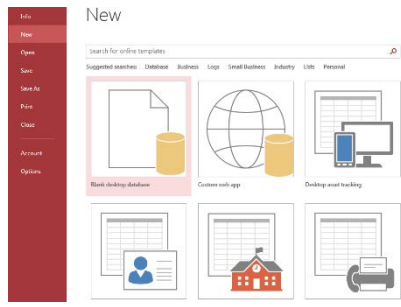 Info
New
Open
Save
Save As
Print
Close
Account
Options
New
Search for online templates
Suggested searches: Database Business Logs Small Business Industry Lists Personal
Blank desktop database
Custom web app
Desktop asset tracking